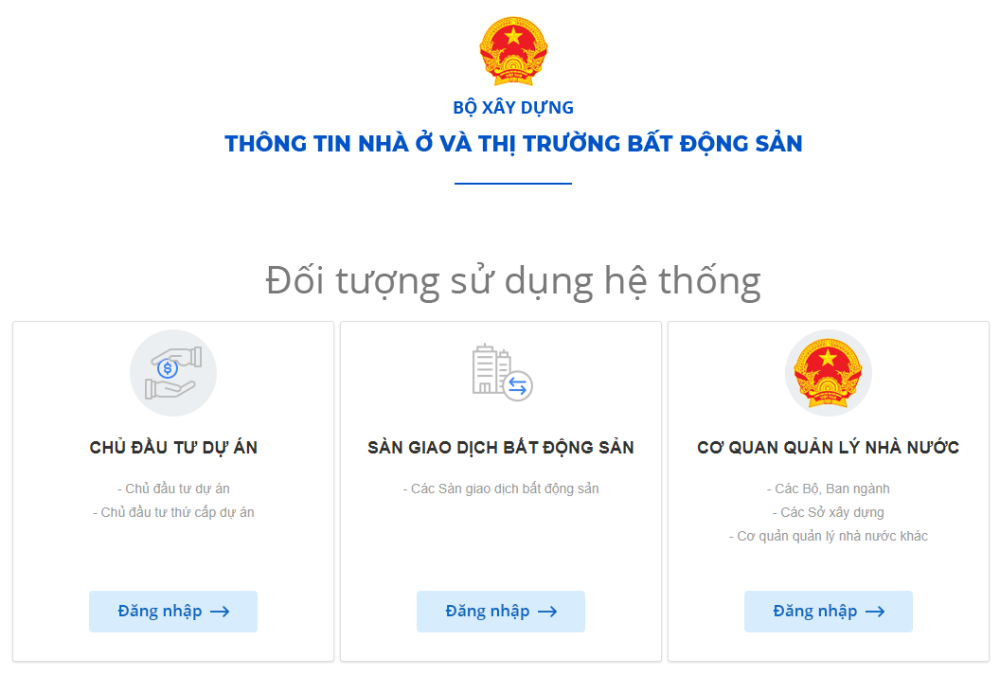 BỘ XÂY DỰNG
THÔNG TIN NHÀ Ở VÀ THỊ TRƯỜNG BẤT ĐỘNG SẢN
Đối tượng sử dụng hệ thống
CHỦ ĐẦU TƯ DỰ ÁN
- Chủ đầu tư dự án
- Chủ đầu tư thứ cấp dự án
Đăng nhập →
SÀN GIAO DỊCH BẤT ĐỘNG SẢN
- Các Sàn giao dịch bất động sản
Đăng nhập →
CƠ QUAN QUẢN LÝ NHÀ NƯỚC
- Các Bộ, Ban ngành
- Các Sở xây dựng
- Cơ quản quản lý nhà nước khác
Đăng nhập →